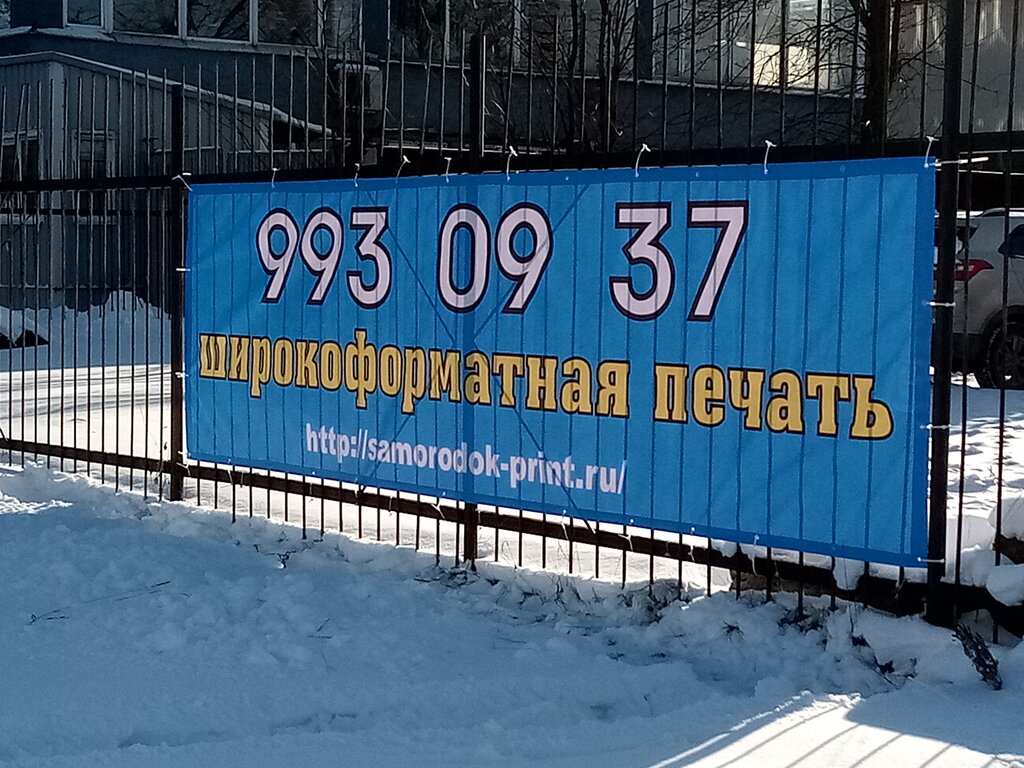 993 09 37
широкоформатная печать
http://samorodok-print.ru/